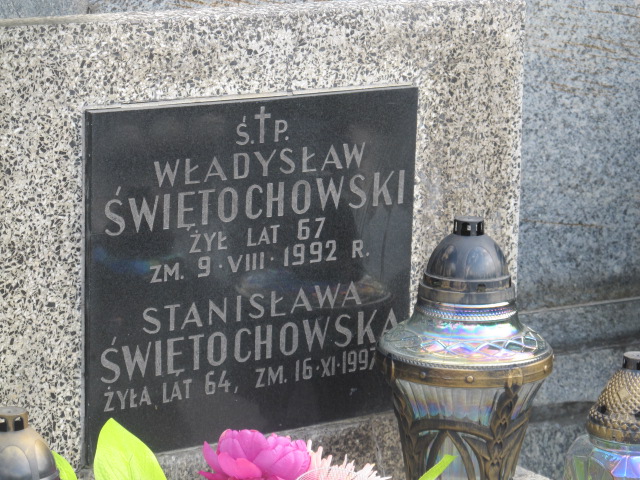 Ś.†P.
WŁADYSŁAW
ŚWIĘTOCHOWSKI
ŻYŁ LAT 67
ZM. 9·VIII·1992 R.
STANISŁAWA
ŚWIĘTOCHOWSKA
ŻYŁA LAT 64, ZM. 16·XI·1997